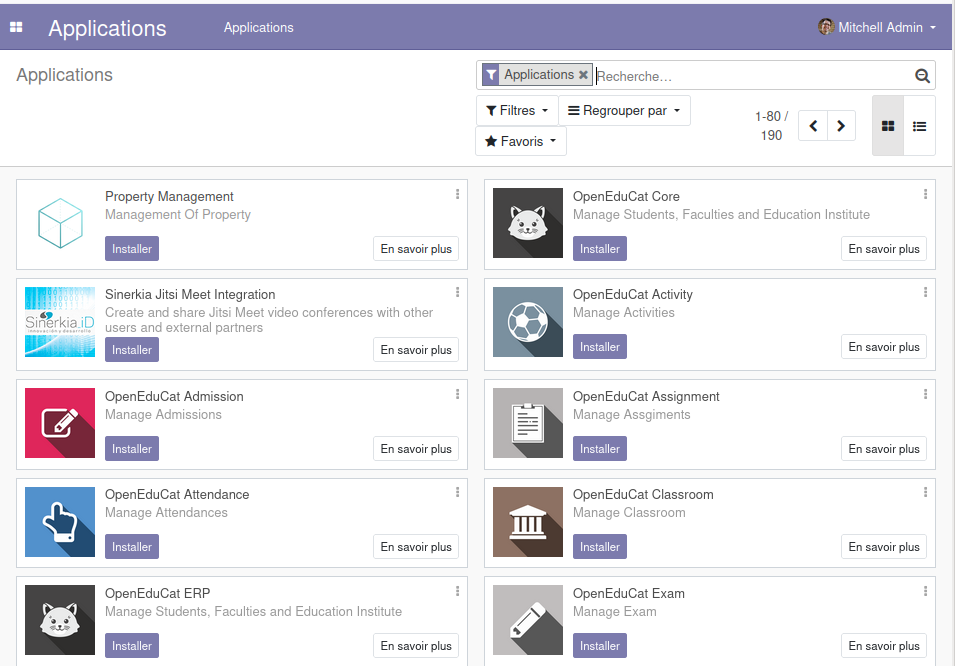 Applications
Applications
Mitchell Admin
Applications
Applications
Recherche...
Filtres
Regrouper par
Favoris
1-80 /
190
Property Management
Management Of Property
Installer
En savoir plus
OpenEduCat Core
Manage Students, Faculties and Education Institute
Installer
En savoir plus
Sinerkia.iD
innovación y desarrollo
Sinerkia Jitsi Meet Integration
Create and share Jitsi Meet video conferences with other
users and external partners
Installer
En savoir plus
OpenEduCat Activity
Manage Activities
Installer
En savoir plus
OpenEduCat Admission
Manage Admissions
Installer
En savoir plus
OpenEduCat Assignment
Manage Assgiments
Installer
En savoir plus
OpenEduCat Attendance
Manage Attendances
Installer
En savoir plus
OpenEduCat Classroom
Manage Classroom
Installer
En savoir plus
OpenEduCat ERP
Manage Students, Faculties and Education Institute
Installer
En savoir plus
OpenEduCat Exam
Manage Exam
Installer
En savoir plus